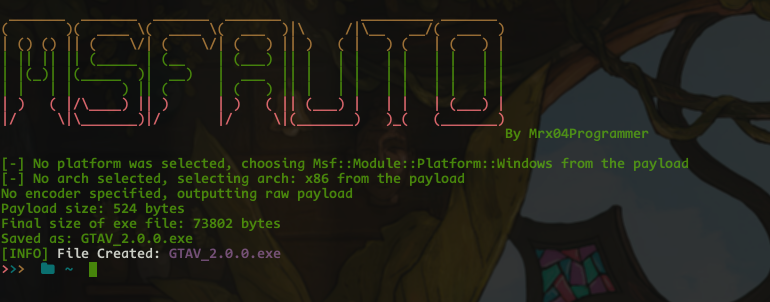 MSFAUTO
By Mrx04Programmer
[-] No platform was selected, choosing Msf::Module::Platform::Windows from the payload
[-] No arch selected, selecting arch: x86 from the payload
No encoder specified, outputting raw payload
Payload size: 524 bytes
Final size of exe file: 73802 bytes
Saved as: GTAV_2.0.0.exe
[INFO] File Created: GTAV_2.0.0.exe
>>> ~